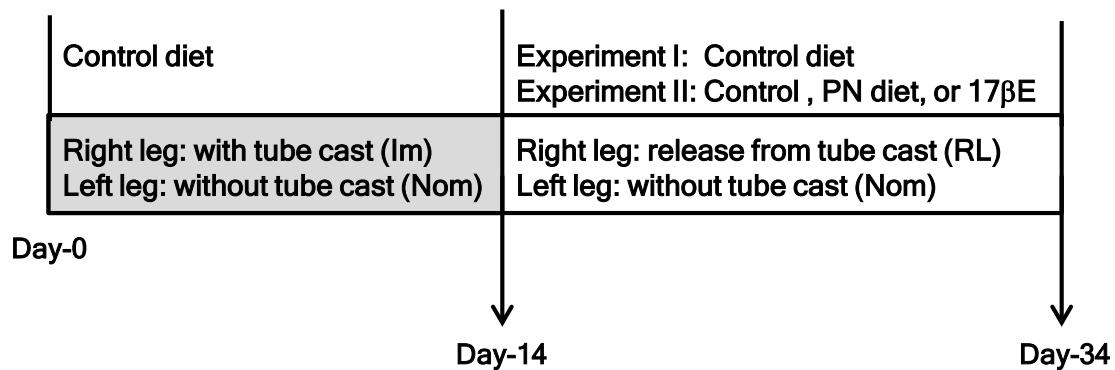 Control diet
Experiment I: Control diet
Experiment II: Control , PN diet, or 17βE
Right leg: with tube cast (Im)
Left leg: without tube cast (Nom)
Right leg: release from tube cast (RL)
Left leg: without tube cast (Nom)
Day-0
Day-14
Day-34